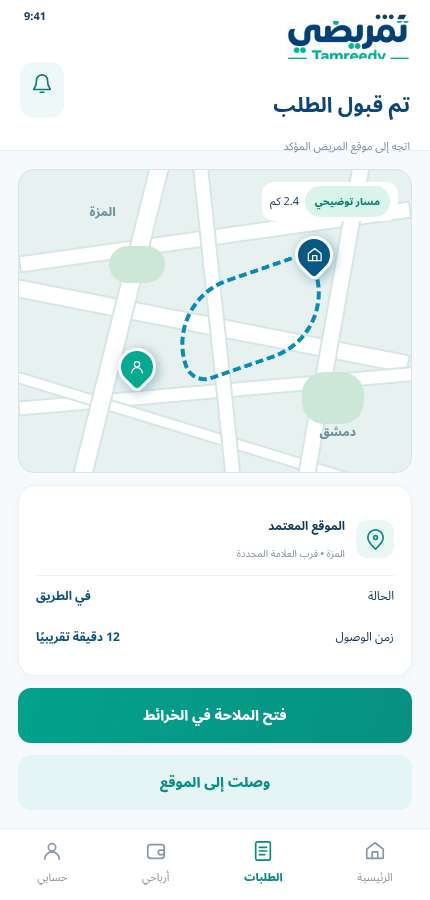 9:41
تمريضي
Tamreedy
تم قبول الطلب
اتجه إلى موقع المريض المؤكد
مسار توضيحي
2.4 كم
المزة
دمشق
الموقع المعتمد
المزة • قرب العلامة المحددة
الحالة
في الطريق
زمن الوصول
12 دقيقة تقريبيًا
فتح الملاحة في الخرائط
وصلت إلى الموقع
الرئيسية
الطلبات
أرباحي
حسابي